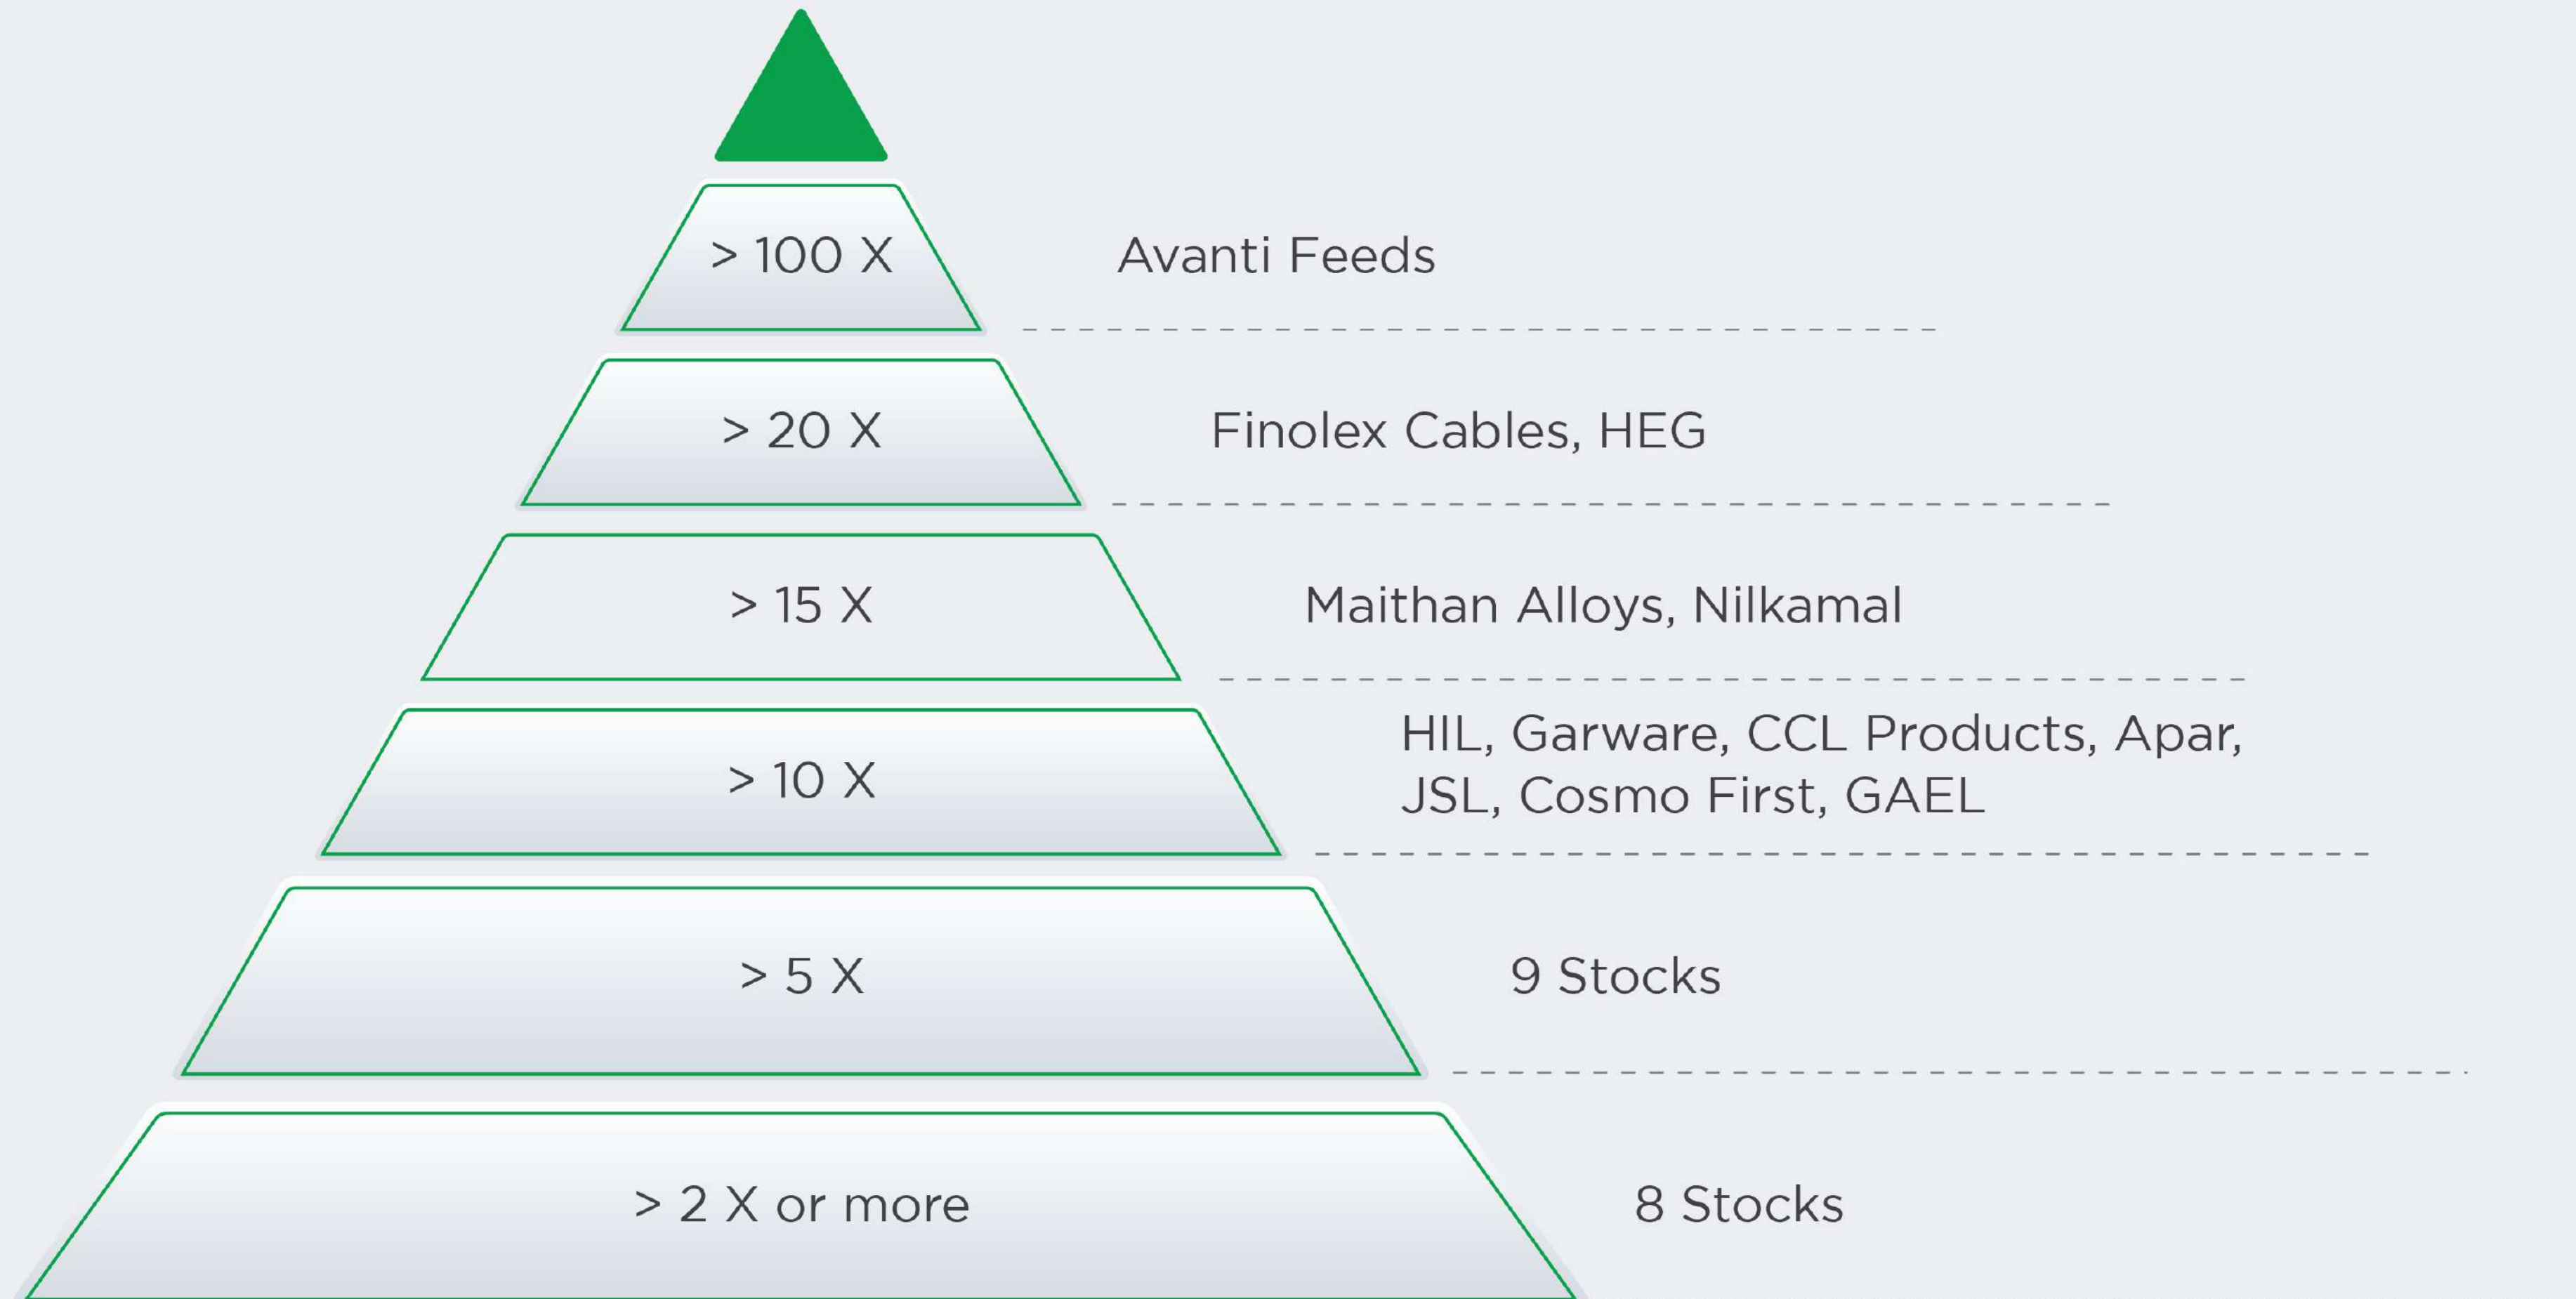 > 100 X
Avanti Feeds
> 20 X
Finolex Cables, HEG
> 15 X
Maithan Alloys, Nilkamal
> 10 X
HIL, Garware, CCL Products, Apar,
JSL, Cosmo First, GAEL
> 5 X
9 Stocks
> 2 X or more
8 Stocks